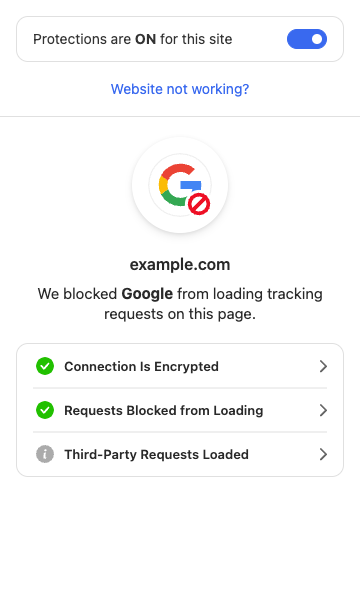 Protections are ON for this site
Website not working?
example.com
We blocked Google from loading tracking
requests on this page.
Connection Is Encrypted
Requests Blocked from Loading
Third-Party Requests Loaded